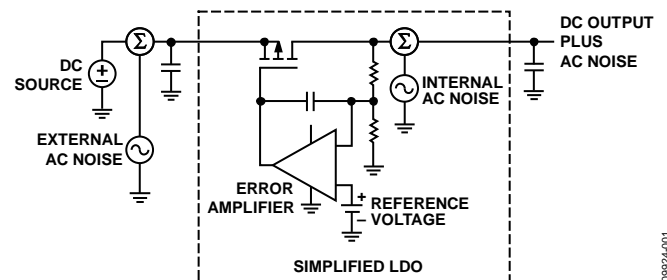 DC
SOURCE
Σ
EXTERNAL
AC NOISE
Σ
INTERNAL
AC NOISE
DC OUTPUT
PLUS
AC NOISE
ERROR
AMPLIFIER
+
–
REFERENCE
VOLTAGE
SIMPLIFIED LDO